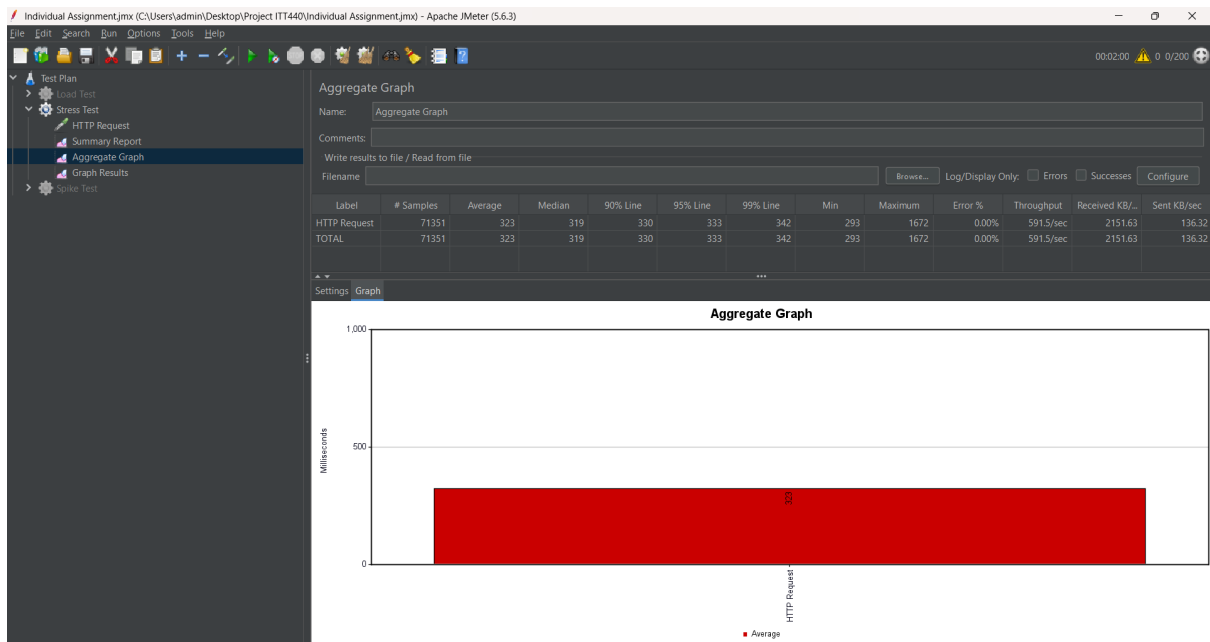 Individual Assignment.jmx (C:\Users\admin\Desktop\Project ITT440\Individual Assignment.jmx) - Apache JMeter (5.6.3)
File Edit Search Run Options Tools Help
00:02:00 0 0/200
Test Plan
Load Test
Stress Test
HTTP Request
Summary Report
Aggregate Graph
Graph Results
Spike Test
Aggregate Graph
Name: Aggregate Graph
Comments:
Write results to file / Read from file
Filename Browse... Log/Display Only: Errors Successes Configure
Label # Samples Average Median 90% Line 95% Line 99% Line Min Maximum Error % Throughput Received KB/... Sent KB/sec
HTTP Request 71351 323 319 330 333 342 293 1672 0.00% 591.5/sec 2151.63 136.32
TOTAL 71351 323 319 330 333 342 293 1672 0.00% 591.5/sec 2151.63 136.32
Settings Graph
Aggregate Graph
1,000
500
0
Milliseconds
323
HTTP Request
Average